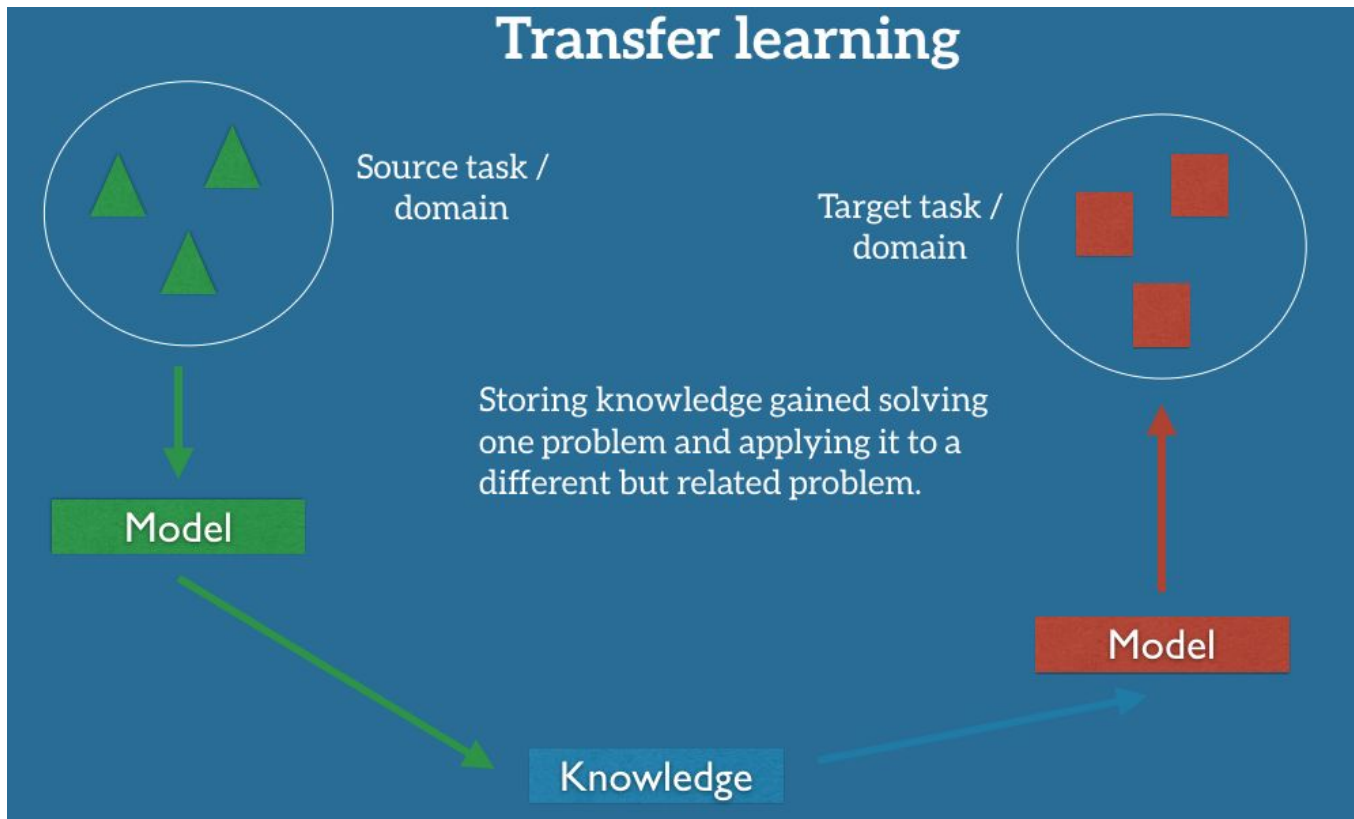 Transfer learning
Source task /
domain
Target task /
domain
Storing knowledge gained solving
one problem and applying it to a
different but related problem.
Model
Model
Knowledge